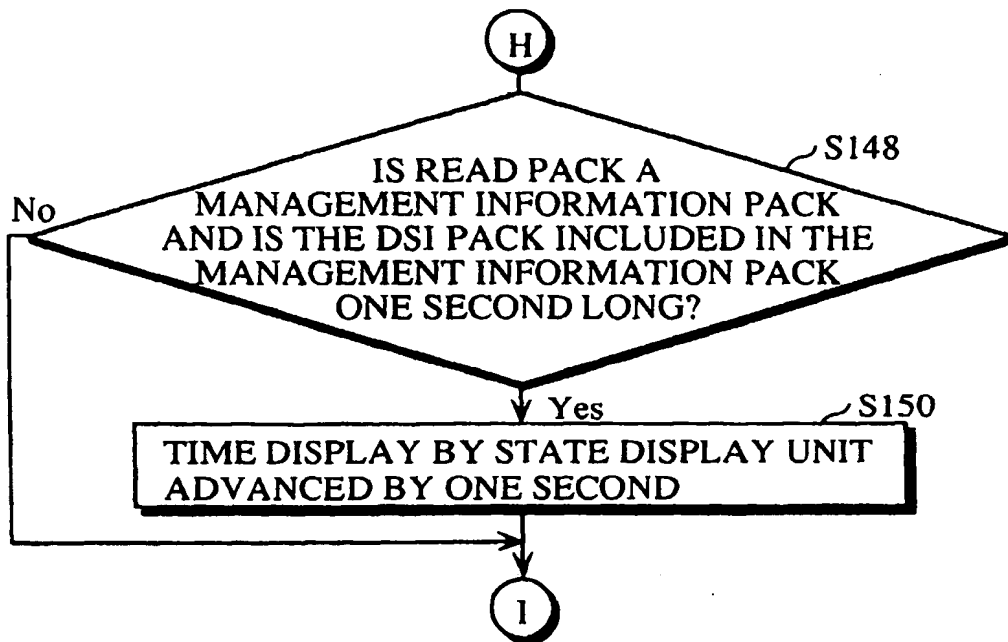 H
S148
IS READ PACK A
MANAGEMENT INFORMATION PACK
AND IS THE DSI PACK INCLUDED IN THE
MANAGEMENT INFORMATION PACK
ONE SECOND LONG?
No
Yes
S150
TIME DISPLAY BY STATE DISPLAY UNIT
ADVANCED BY ONE SECOND
I